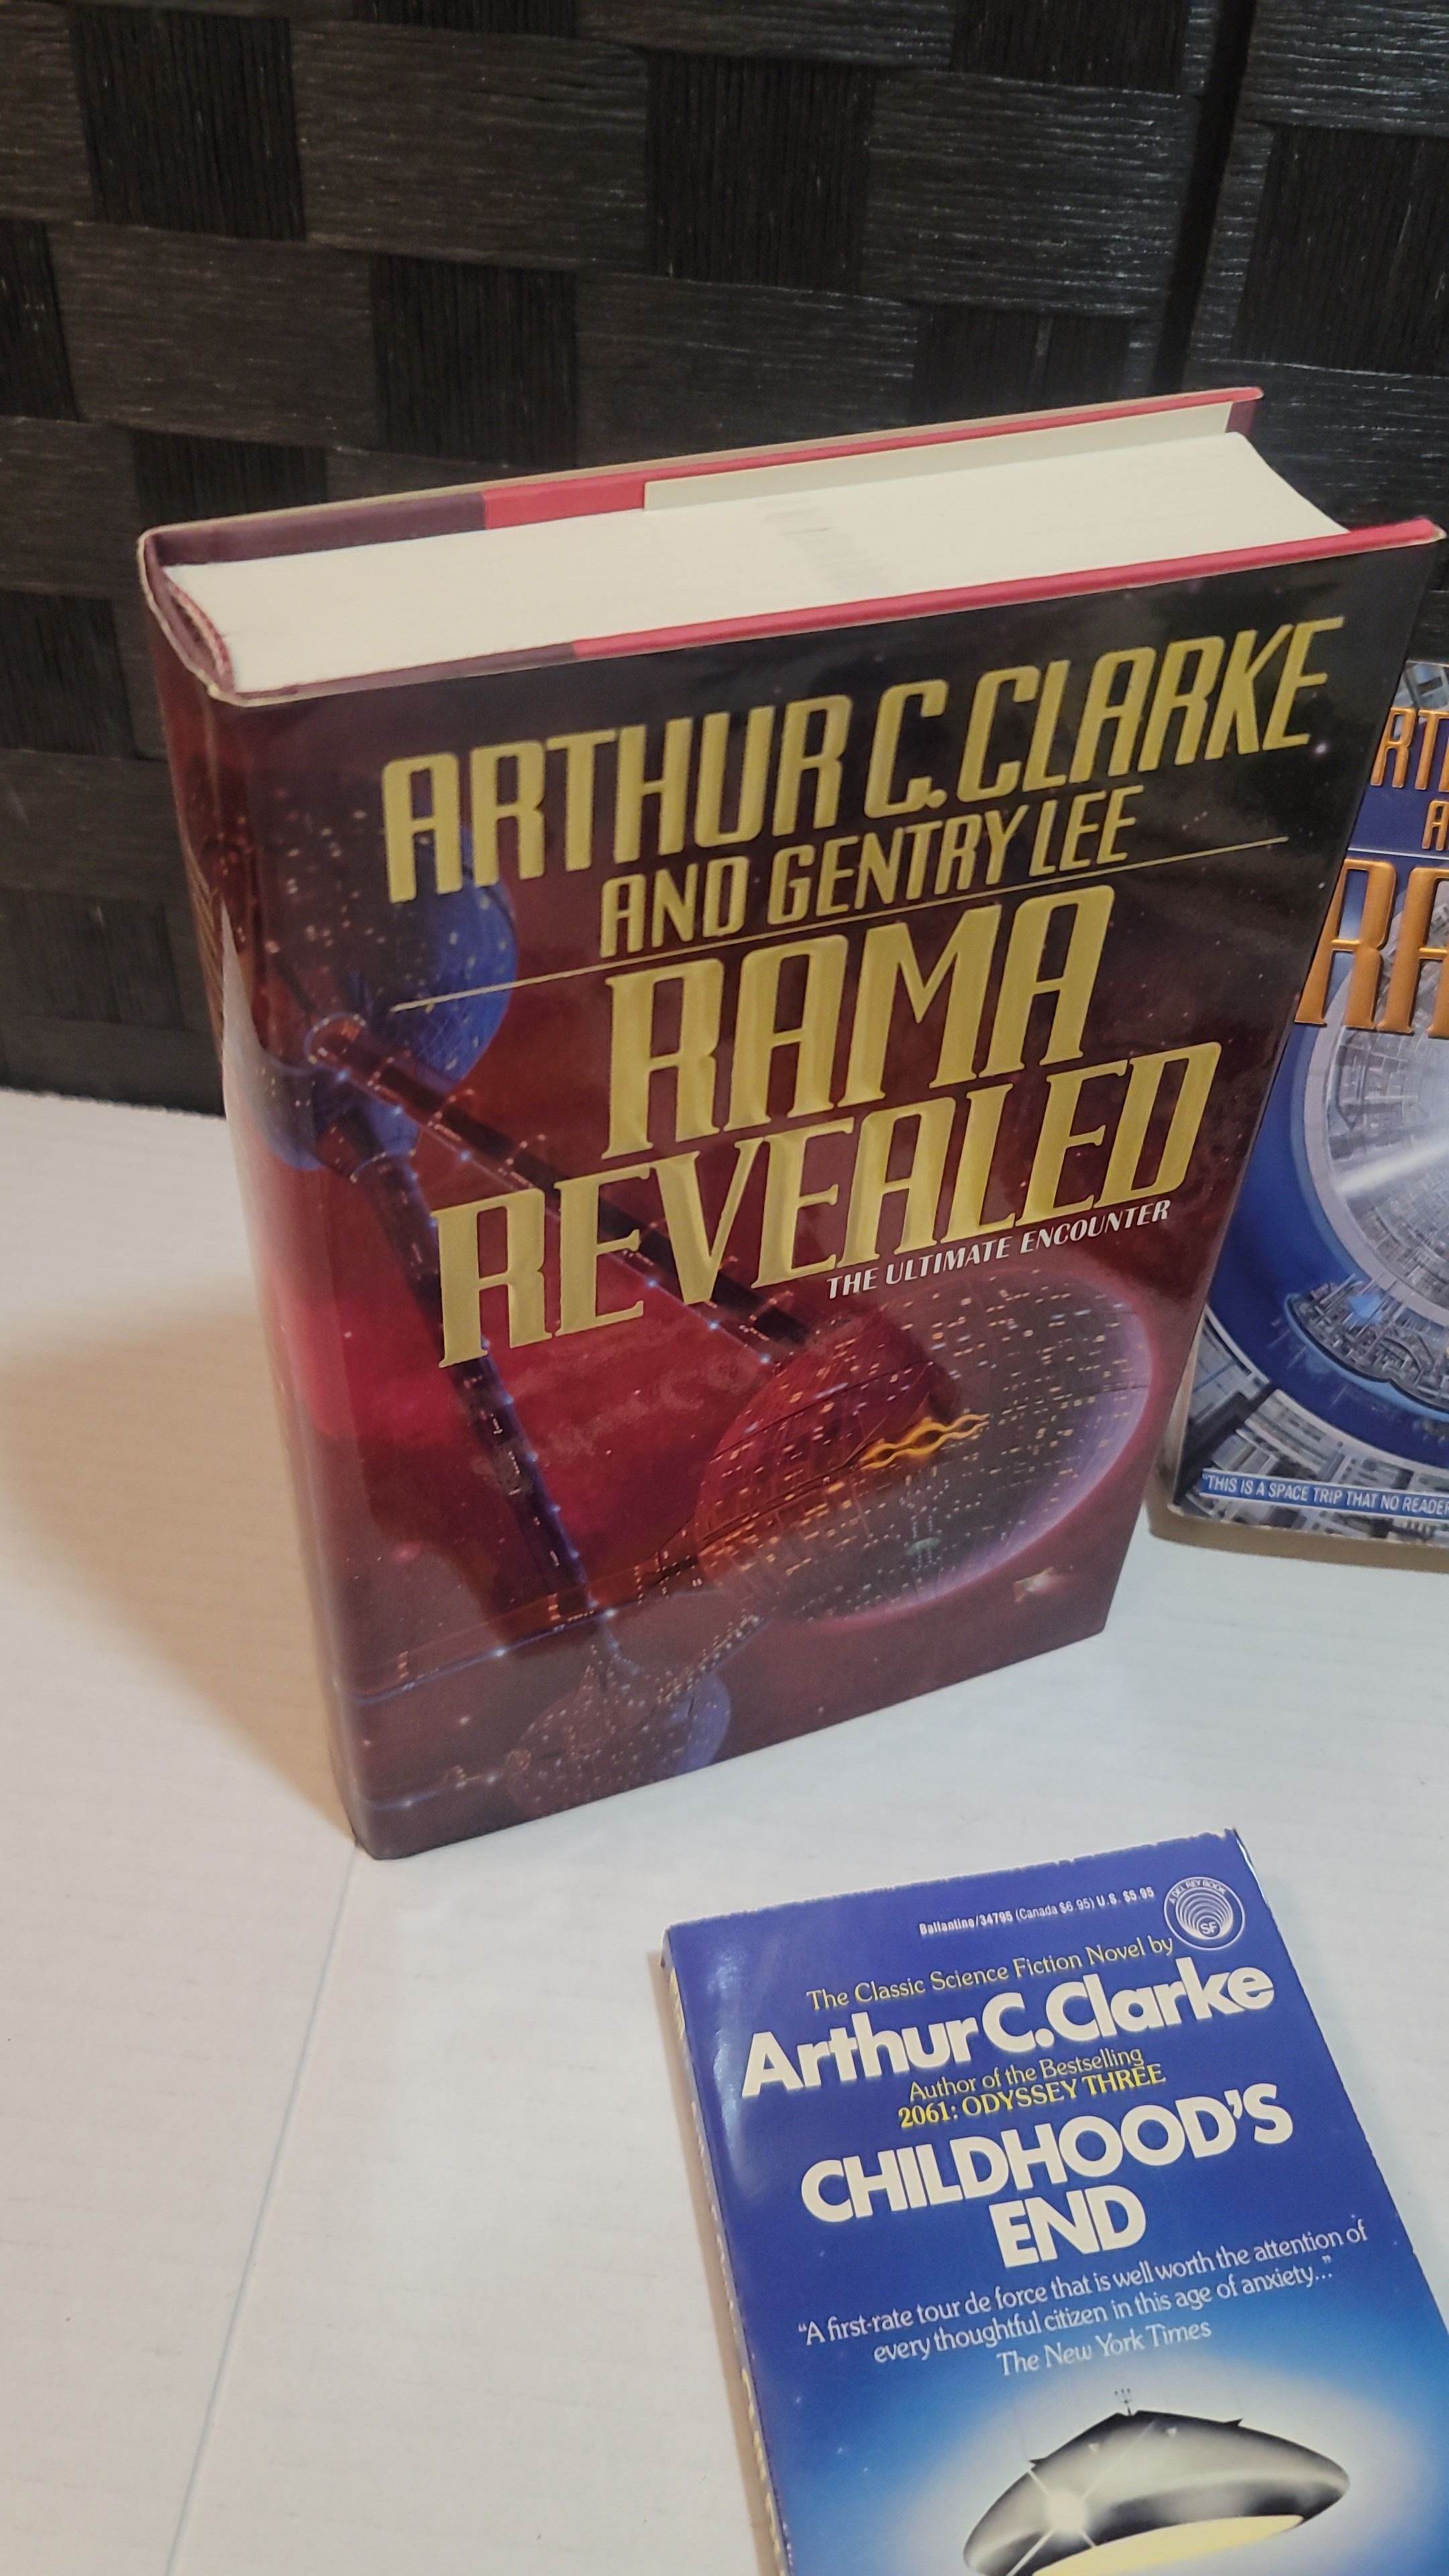 ARTHUR C. CLARKE
AND GENTRY LEE
RAMA
REVEALED
THE ULTIMATE ENCOUNTER
"THIS IS A SPACE TRIP THAT NO READER
Ballantine/34795 (Canada $6.95) U.S. $5.95
A DEL REY BOOK
SF
The Classic Science Fiction Novel by
Arthur C. Clarke
Author of the Bestselling
2061: ODYSSEY THREE
CHILDHOOD'S
END
"A first-rate tour de force that is well worth the attention of
every thoughtful citizen in this age of anxiety..."
The New York Times